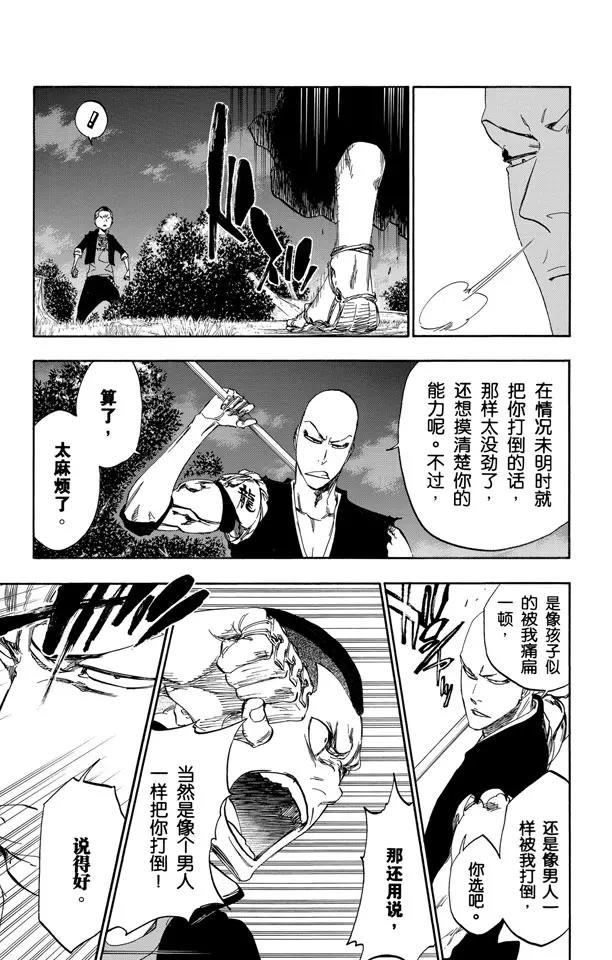 ！
ドドン
在情况未明时就
把你打倒的话，
那样太没劲了，
还想摸清楚你的
能力呢。不过，
龍
算了，
太麻烦了。
是像孩子似
的被我痛扁
一顿，
还是像男人一
样被我打倒，
你选吧。
那还用说，
当然是像个男人
一样把你打倒！
说得好。